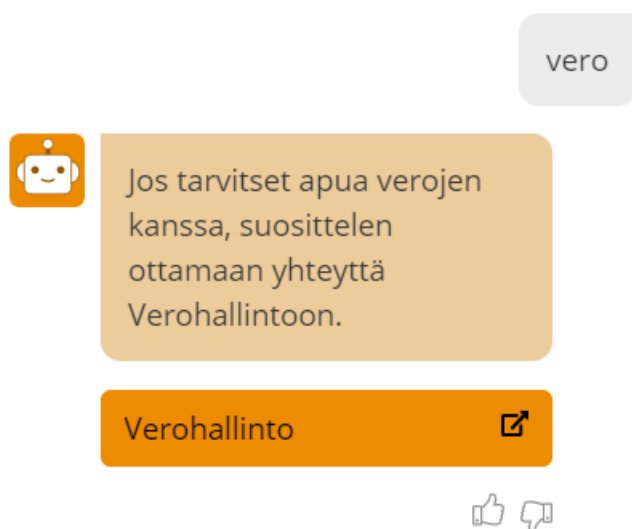 vero
Jos tarvitset apua verojen
kanssa, suosittelen
ottamaan yhteyttä
Verohallintoon.
Verohallinto